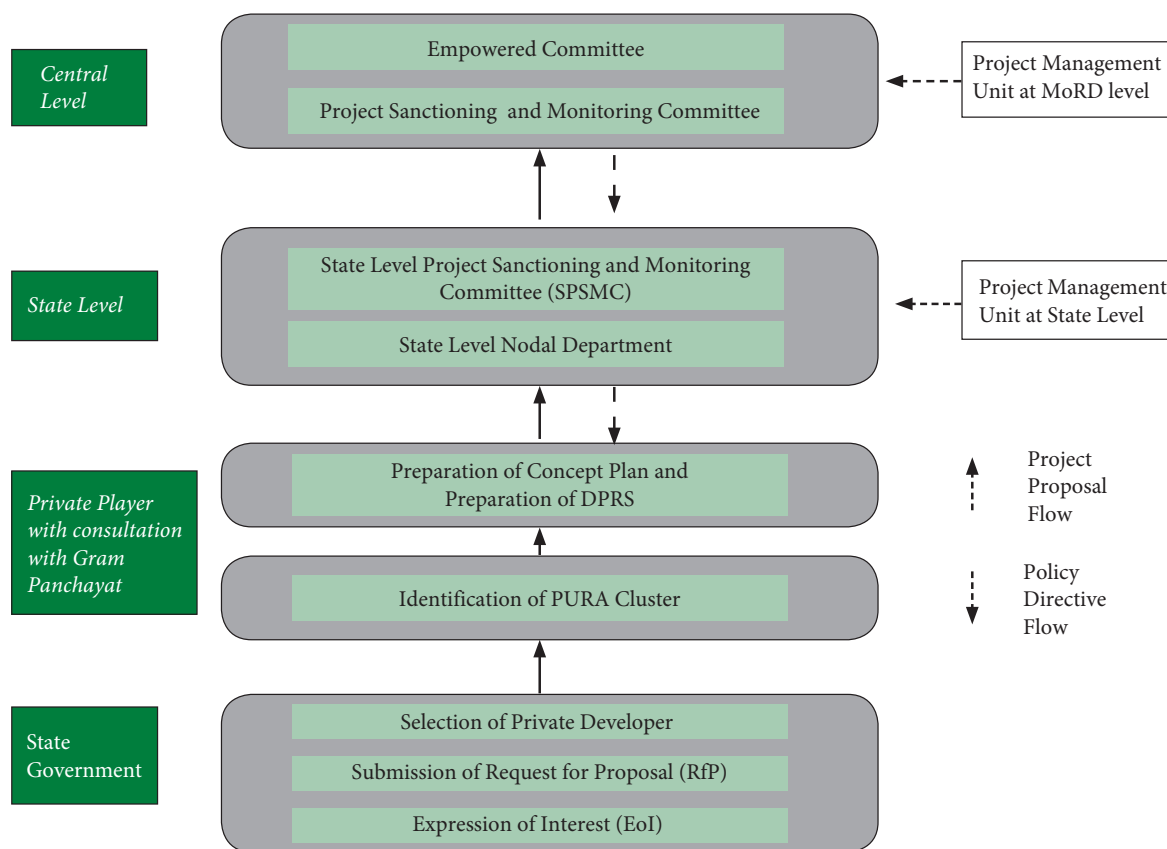 Central
Level
Empowered Committee
Project Sanctioning and Monitoring Committee
Project Management
Unit at MoRD level
State Level
State Level Project Sanctioning and Monitoring
Committee (SPSMC)
State Level Nodal Department
Project Management
Unit at State Level
Private Player
with consultation
with Gram
Panchayat
Preparation of Concept Plan and
Preparation of DPRS
Identification of PURA Cluster
Project
Proposal
Flow
Policy
Directive
Flow
State
Government
Selection of Private Developer
Submission of Request for Proposal (RfP)
Expression of Interest (EoI)